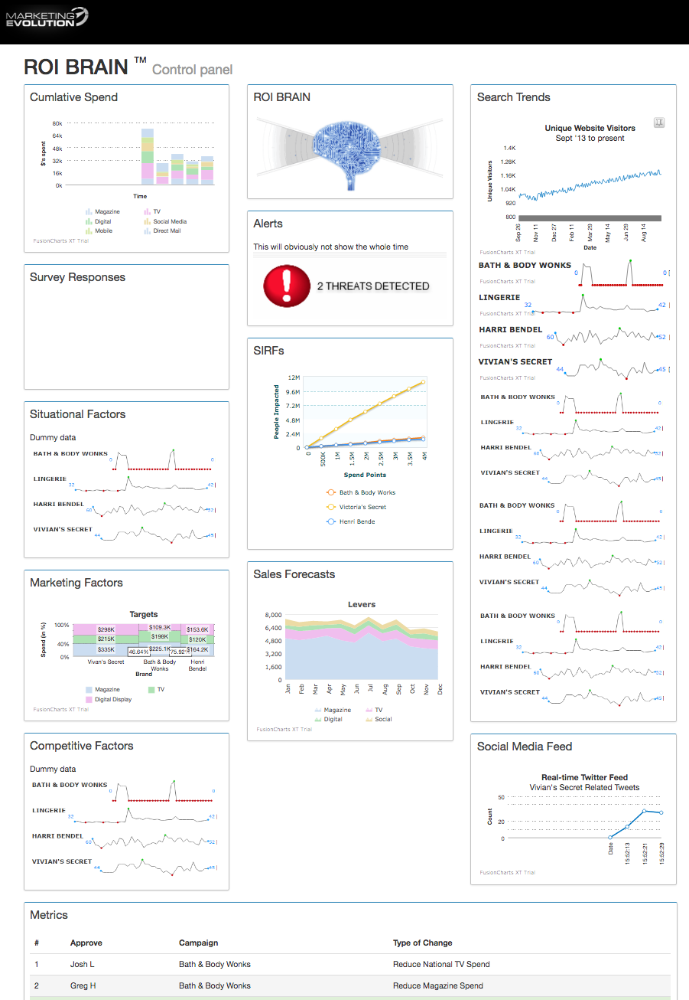 MARKETING
EVOLUTION
ROI BRAIN ™ Control panel
Cumlative Spend
80k
64k
48k
32k
16k
0k
$'s spent
Time
Magazine
TV
Digital
Social Media
Mobile
Direct Mail
FusionCharts XT Trial
Survey Responses
Situational Factors
Dummy data
BATH & BODY WONKS 0 0
LINGERIE 32 42
HARRI BENDEL 60 52
VIVIAN'S SECRET 44 45
Marketing Factors
Targets
100%
40%
0%
Spend (in %)
$298K
$215K
$335K
46.64%
$109.3K
$198K
$225.1K
75.92%
$153.6K
$120K
$164.2K
Vivan's Secret
Bath & Body
Wonks
Henri
Bendel
Brand
Magazine
TV
Digital Display
FusionCharts XT Trial
Competitive Factors
Dummy data
BATH & BODY WONKS 0 0
LINGERIE 32 42
HARRI BENDEL 60 52
VIVIAN'S SECRET 44 45
ROI BRAIN
Alerts
This will obviously not show the whole time
2 THREATS DETECTED
SIRFs
12M
9.6M
7.2M
4.8M
2.4M
0
People Impacted
0
500K
1M
1.5M
2M
2.5M
3M
3.5M
4M
Spend Points
Bath & Body Works
Victoria's Secret
Henri Bende
Sales Forecasts
Levers
8,000
6,400
4,800
3,200
1,600
0
Jan
Feb
Mar
Apr
May
Jun
Jul
Aug
Sep
Oct
Nov
Dec
Magazine
TV
Digital
Social
FusionCharts XT Trial
Search Trends
Unique Website Visitors
Sept '13 to present
1.4K
1.28K
1.16K
1.04K
920
800
Unique Visitors
Sep 26
Nov 11
Dec 27
Feb 11
Mar 29
May 14
Jun 29
Aug 14
Date
FusionCharts XT Trial
BATH & BODY WONKS 0 0
FusionCharts XT Trial
LINGERIE 32 42
FusionCharts XT Trial
HARRI BENDEL 60 52
FusionCharts XT Trial
VIVIAN'S SECRET 44 45
FusionCharts XT Trial
BATH & BODY WONKS 0 0
LINGERIE 32 42
HARRI BENDEL 60 52
VIVIAN'S SECRET 44 45
BATH & BODY WONKS 0 0
LINGERIE 32 42
HARRI BENDEL 60 52
VIVIAN'S SECRET 44 45
BATH & BODY WONKS 0 0
LINGERIE 32 42
HARRI BENDEL 60 52
VIVIAN'S SECRET 44 45
Social Media Feed
Real-time Twitter Feed
Vivian's Secret Related Tweets
50
20
0
Count
Date
15:52:13
15:52:21
15:52:29
FusionCharts XT Trial
Metrics
# Approve Campaign Type of Change
1 Josh L Bath & Body Wonks Reduce National TV Spend
2 Greg H Bath & Body Wonks Reduce Magazine Spend